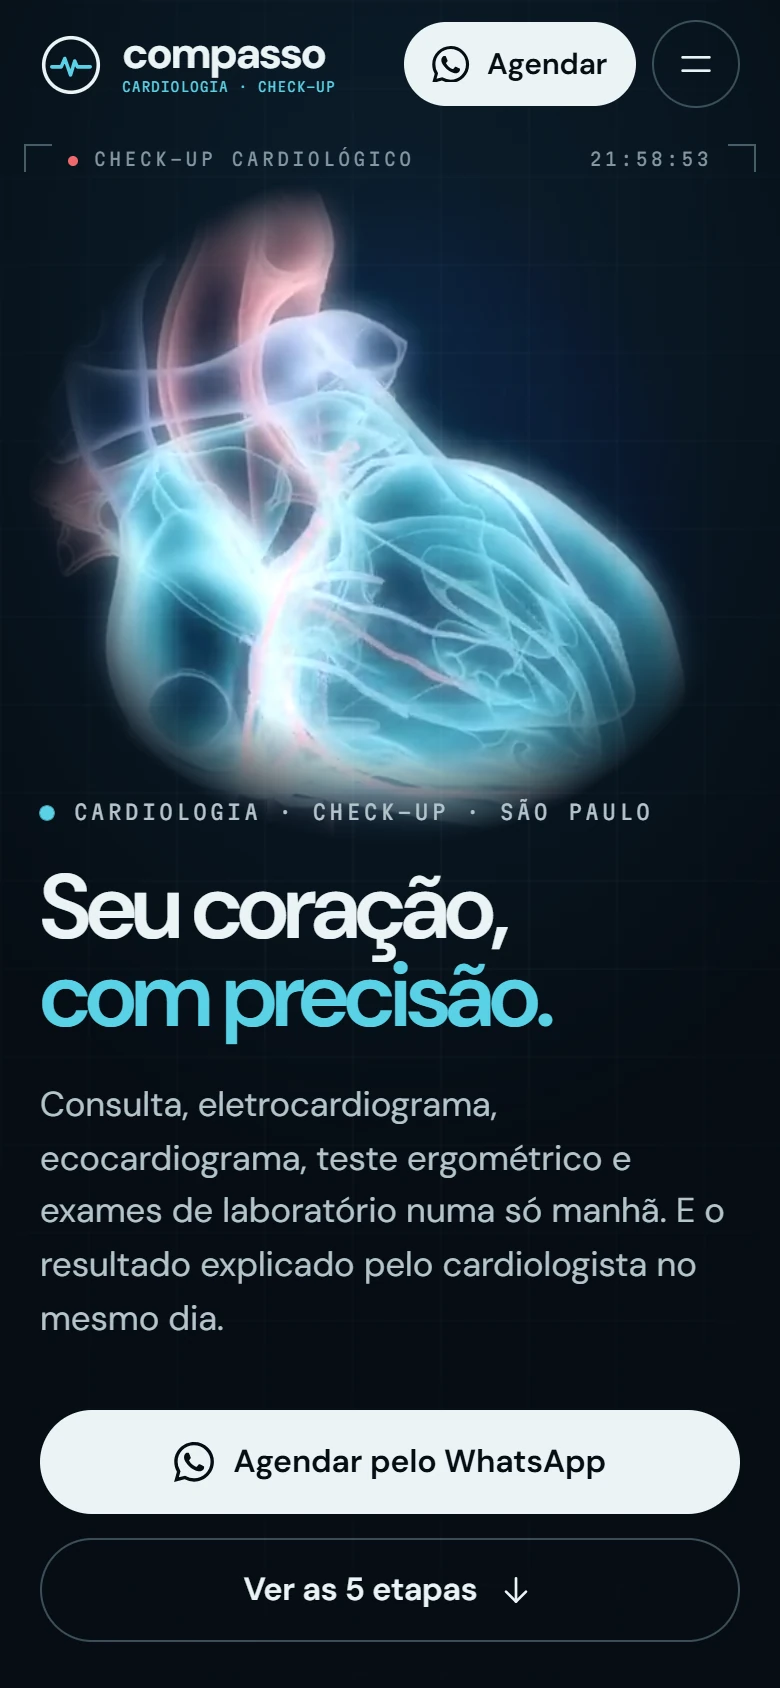 compasso
CARDIOLOGIA · CHECK-UP
Agendar
CHECK-UP CARDIOLÓGICO
21:58:53
CARDIOLOGIA · CHECK-UP · SÃO PAULO
Seu coração,
com precisão.
Consulta, eletrocardiograma,
ecocardiograma, teste ergométrico e
exames de laboratório numa só manhã. E o
resultado explicado pelo cardiologista no
mesmo dia.
Agendar pelo WhatsApp
Ver as 5 etapas ↓